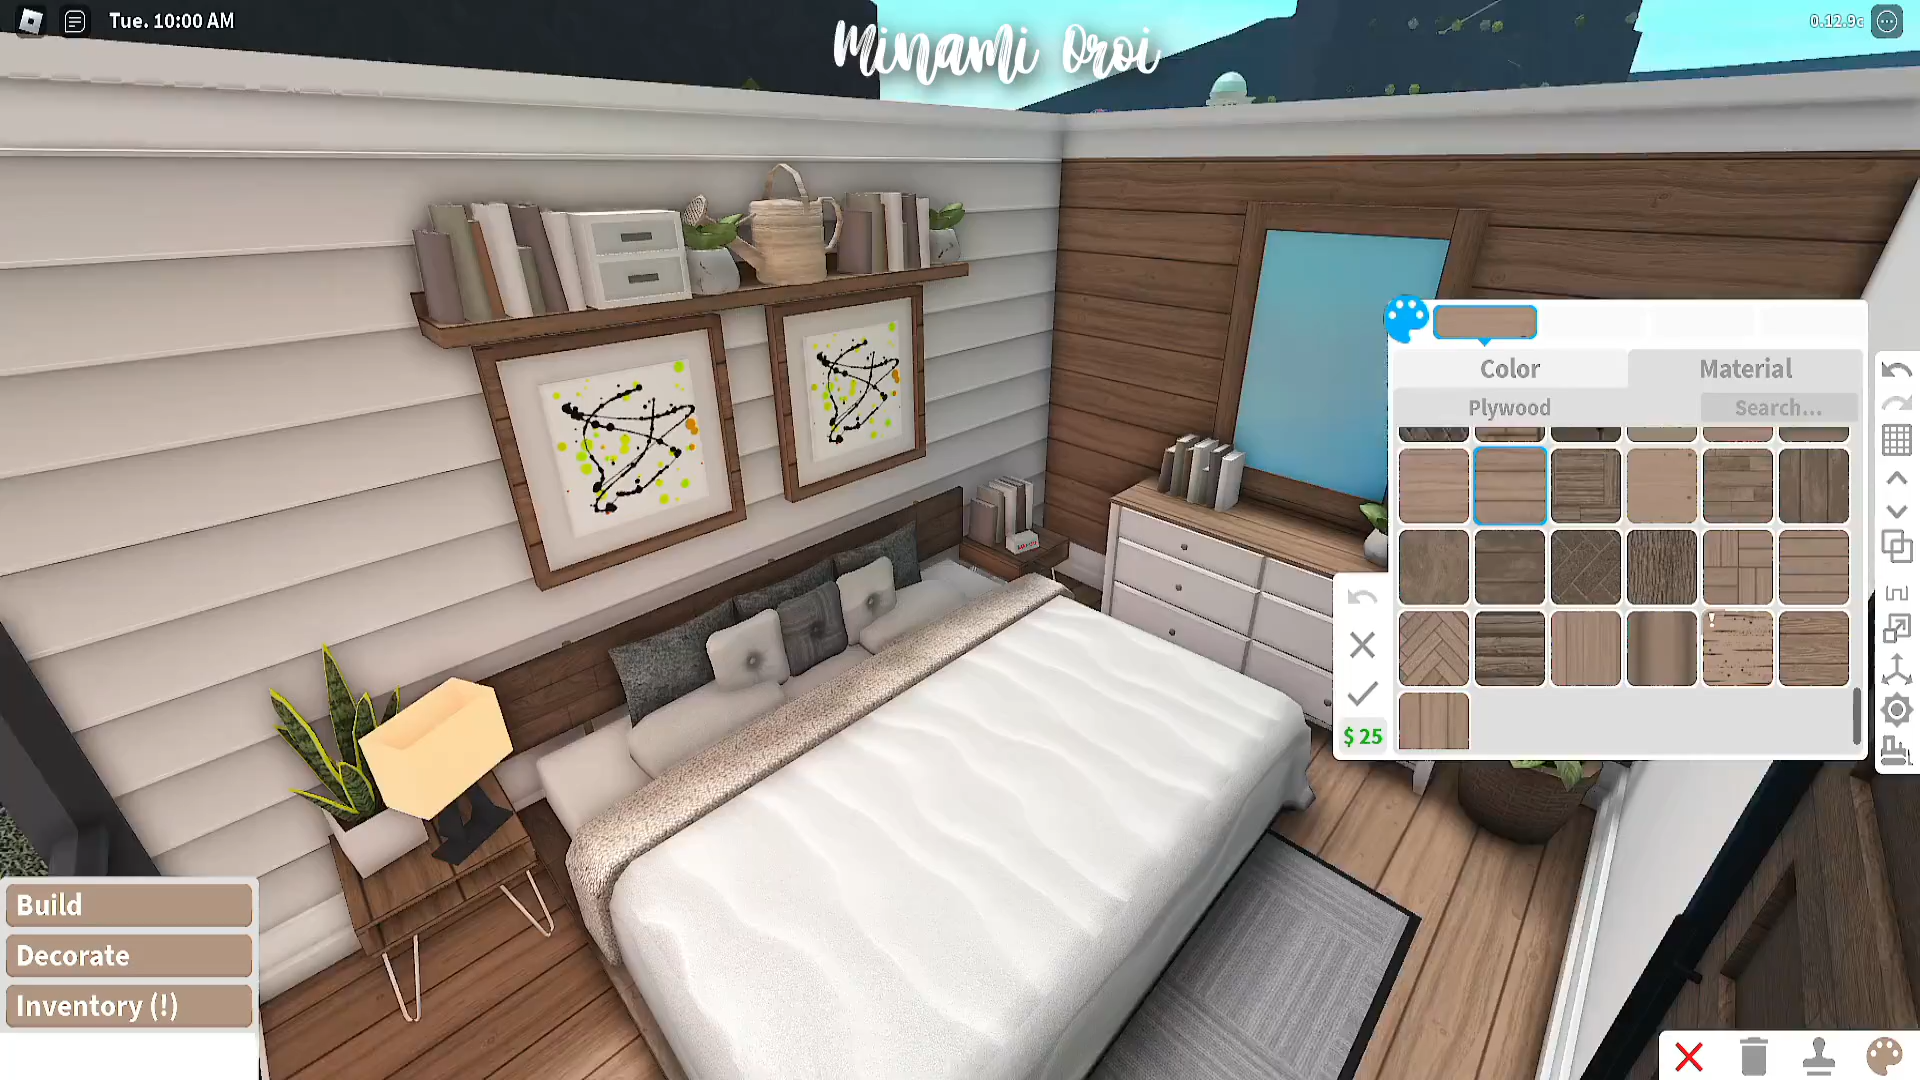 Tue. 10:00 AM
Minami Oroi
0.12.9c
Color
Material
Plywood
Search...
$ 25
Build
Decorate
Inventory (!)